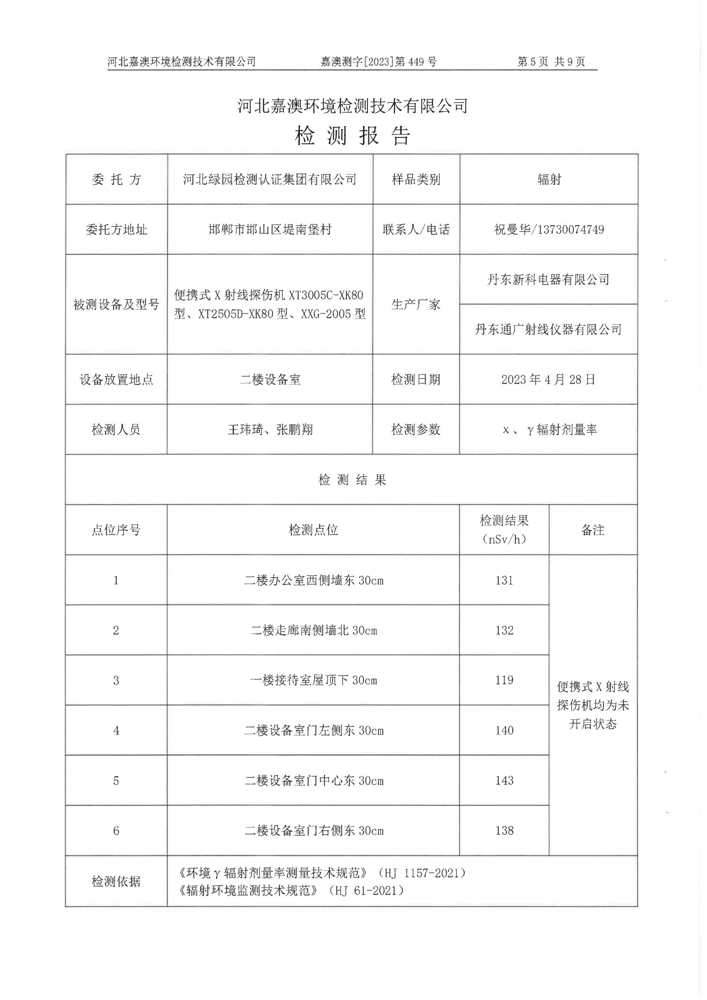 河北嘉澳环境检测技术有限公司 嘉澳测字[2023]第 449 号 第 5 页 共 9 页
河北嘉澳环境检测技术有限公司
检 测 报 告
委 托 方 河北绿园检测认证集团有限公司 样品类别 辐射
委托方地址 邯郸市邯山区堤南堡村 联系人/电话 祝曼华/13730074749
被测设备及型号 便携式 X 射线探伤机 XT3005C-XK80
型、XT2505D-XK80 型、XXG-2005 型 生产厂家 丹东新科电器有限公司
丹东通广射线仪器有限公司
设备放置地点 二楼设备室 检测日期 2023 年 4 月 28 日
检测人员 王玮琦、张鹏翔 检测参数 x 、 γ辐射剂量率
检 测 结 果
点位序号 检测点位 检测结果
（nSv/h） 备注
1 二楼办公室西侧墙东 30cm 131
2 二楼走廊南侧墙北 30cm 132
3 一楼接待室屋顶下 30cm 119
4 二楼设备室门左侧东 30cm 140
5 二楼设备室门中心东 30cm 143
6 二楼设备室门右侧东 30cm 138
便携式 X 射线
探伤机均为未
开启状态
检测依据 《环境γ辐射剂量率测量技术规范》（HJ 1157-2021）
《辐射环境监测技术规范》（HJ 61-2021）